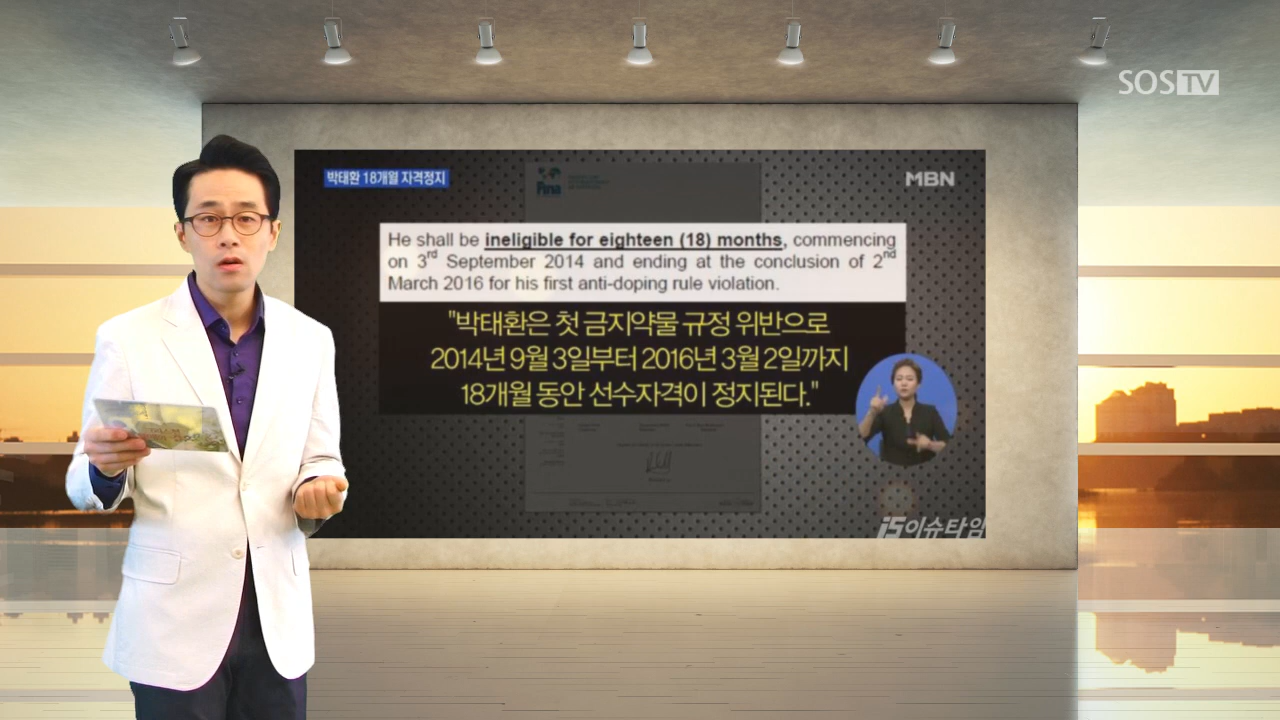 SOSTV
박태환 18개월 자격정지
MBN
Fina
He shall be ineligible for eighteen (18) months, commencing
on 3rd September 2014 and ending at the conclusion of 2nd
March 2016 for his first anti-doping rule violation.
"박태환은 첫 금지약물 규정 위반으로
2014년 9월 3일부터 2016년 3월 2일까지
18개월 동안 선수자격이 정지된다."
i5이슈타임